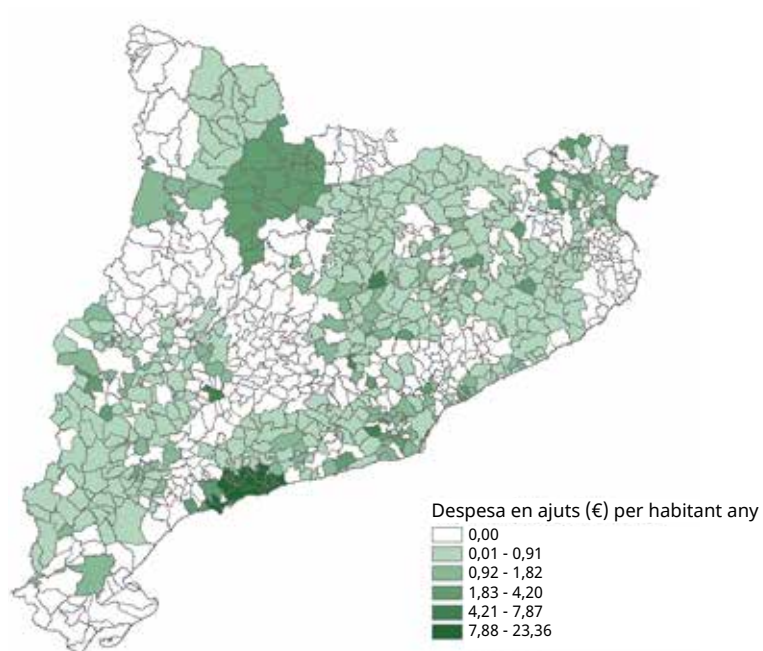 Despesa en ajuts (€) per habitant any
0,00
0,01 - 0,91
0,92 - 1,82
1,83 - 4,20
4,21 - 7,87
7,88 - 23,36